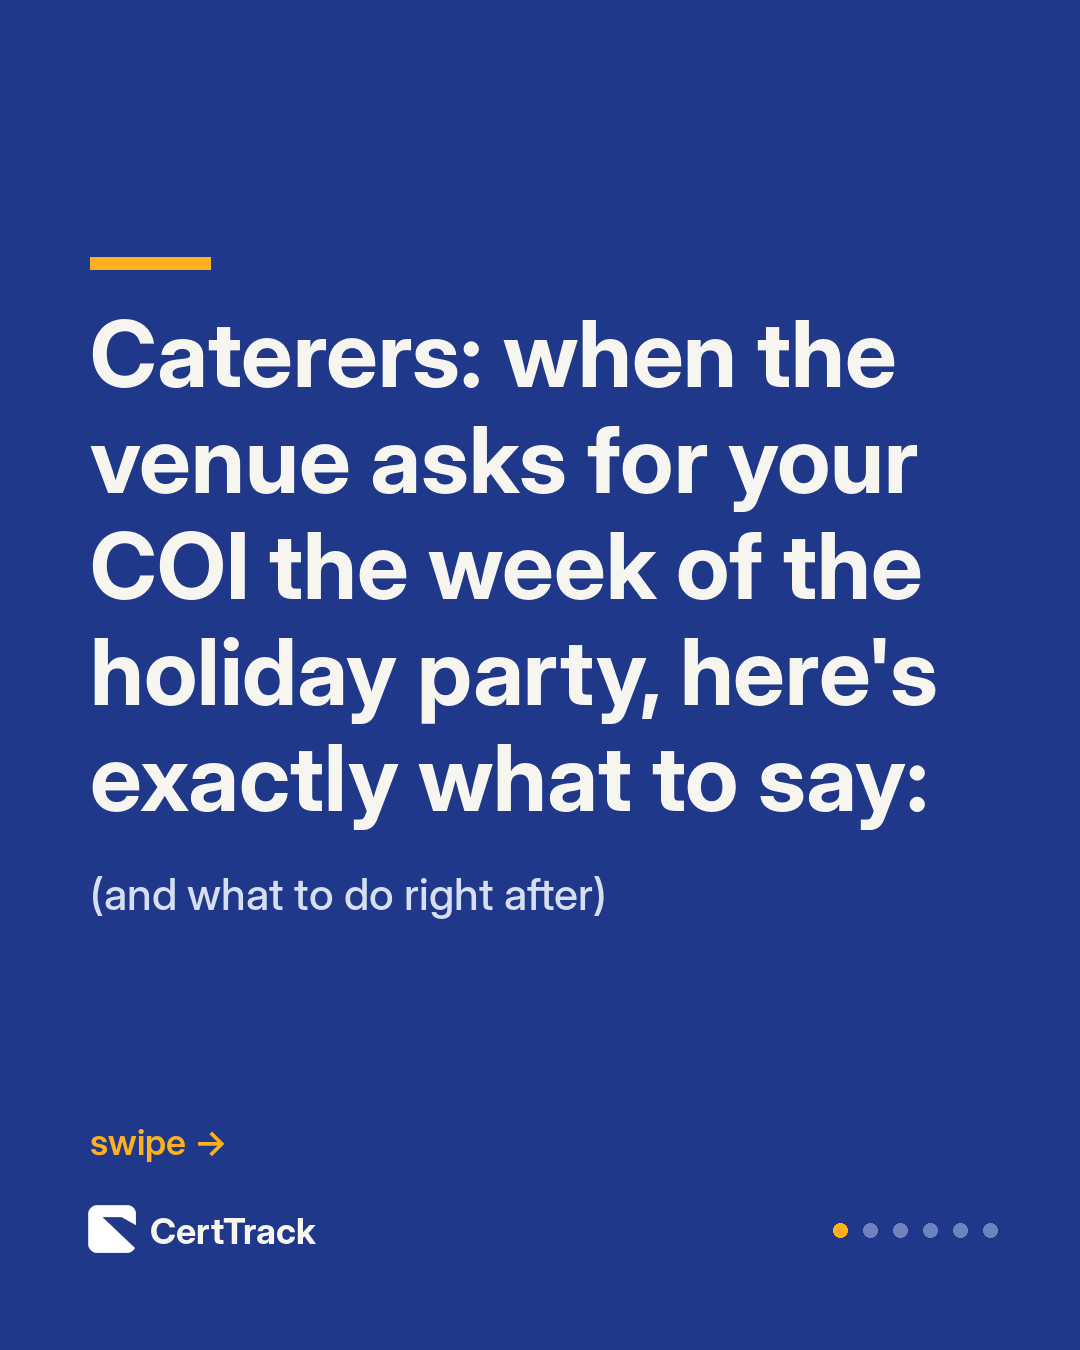 Caterers: when the
venue asks for your
COI the week of the
holiday party, here's
exactly what to say:
(and what to do right after)
swipe →
CertTrack